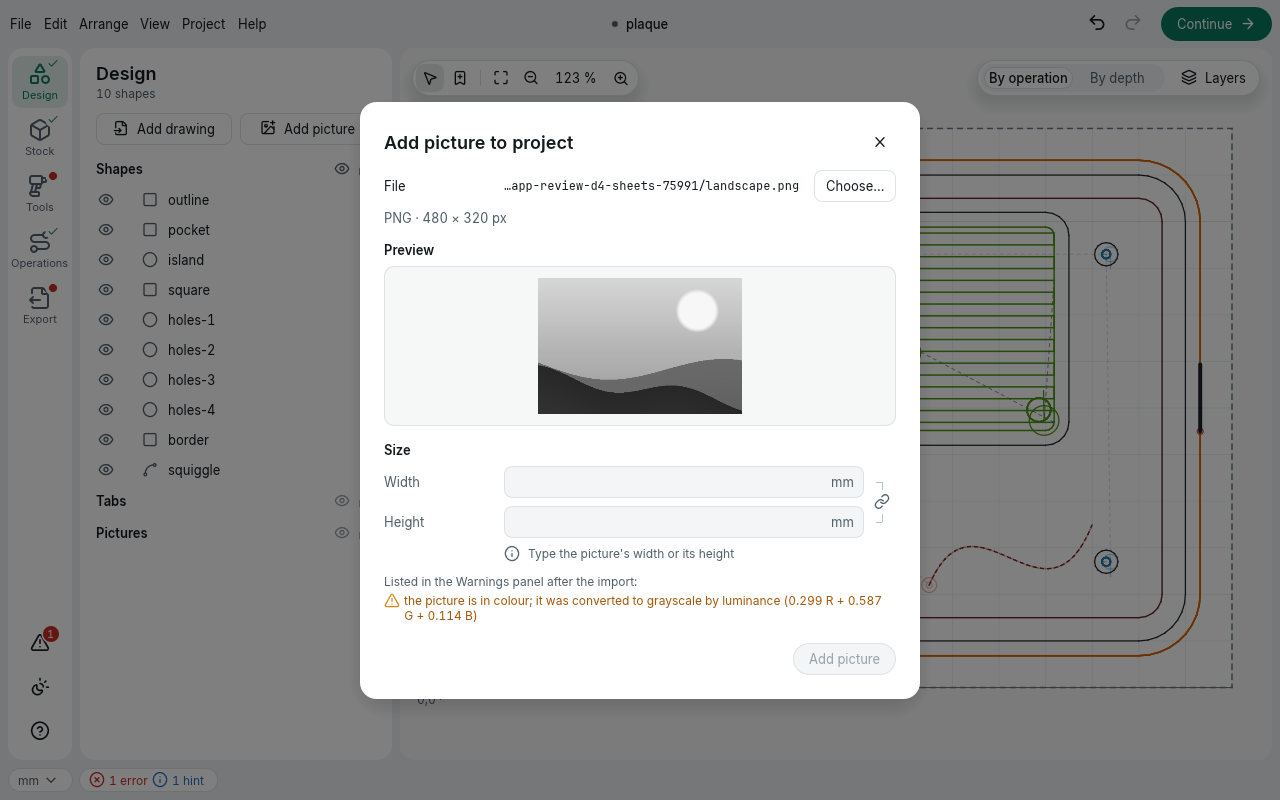 File Edit Arrange View Project Help
plaque
Continue
Design
10 shapes
Add drawing
Add picture
Shapes
outline
pocket
island
square
holes-1
holes-2
holes-3
holes-4
border
squiggle
Tabs
Pictures
Design
Stock
Tools
Operations
Export
1
mm
1 error
1 hint
123 %
By operation
By depth
Layers
0,0
Add picture to project
File
…app-review-d4-sheets-75991/landscape.png
Choose…
PNG · 480 × 320 px
Preview
Size
Width
mm
Height
mm
Type the picture's width or its height
Listed in the Warnings panel after the import:
the picture is in colour; it was converted to grayscale by luminance (0.299 R + 0.587
G + 0.114 B)
Add picture